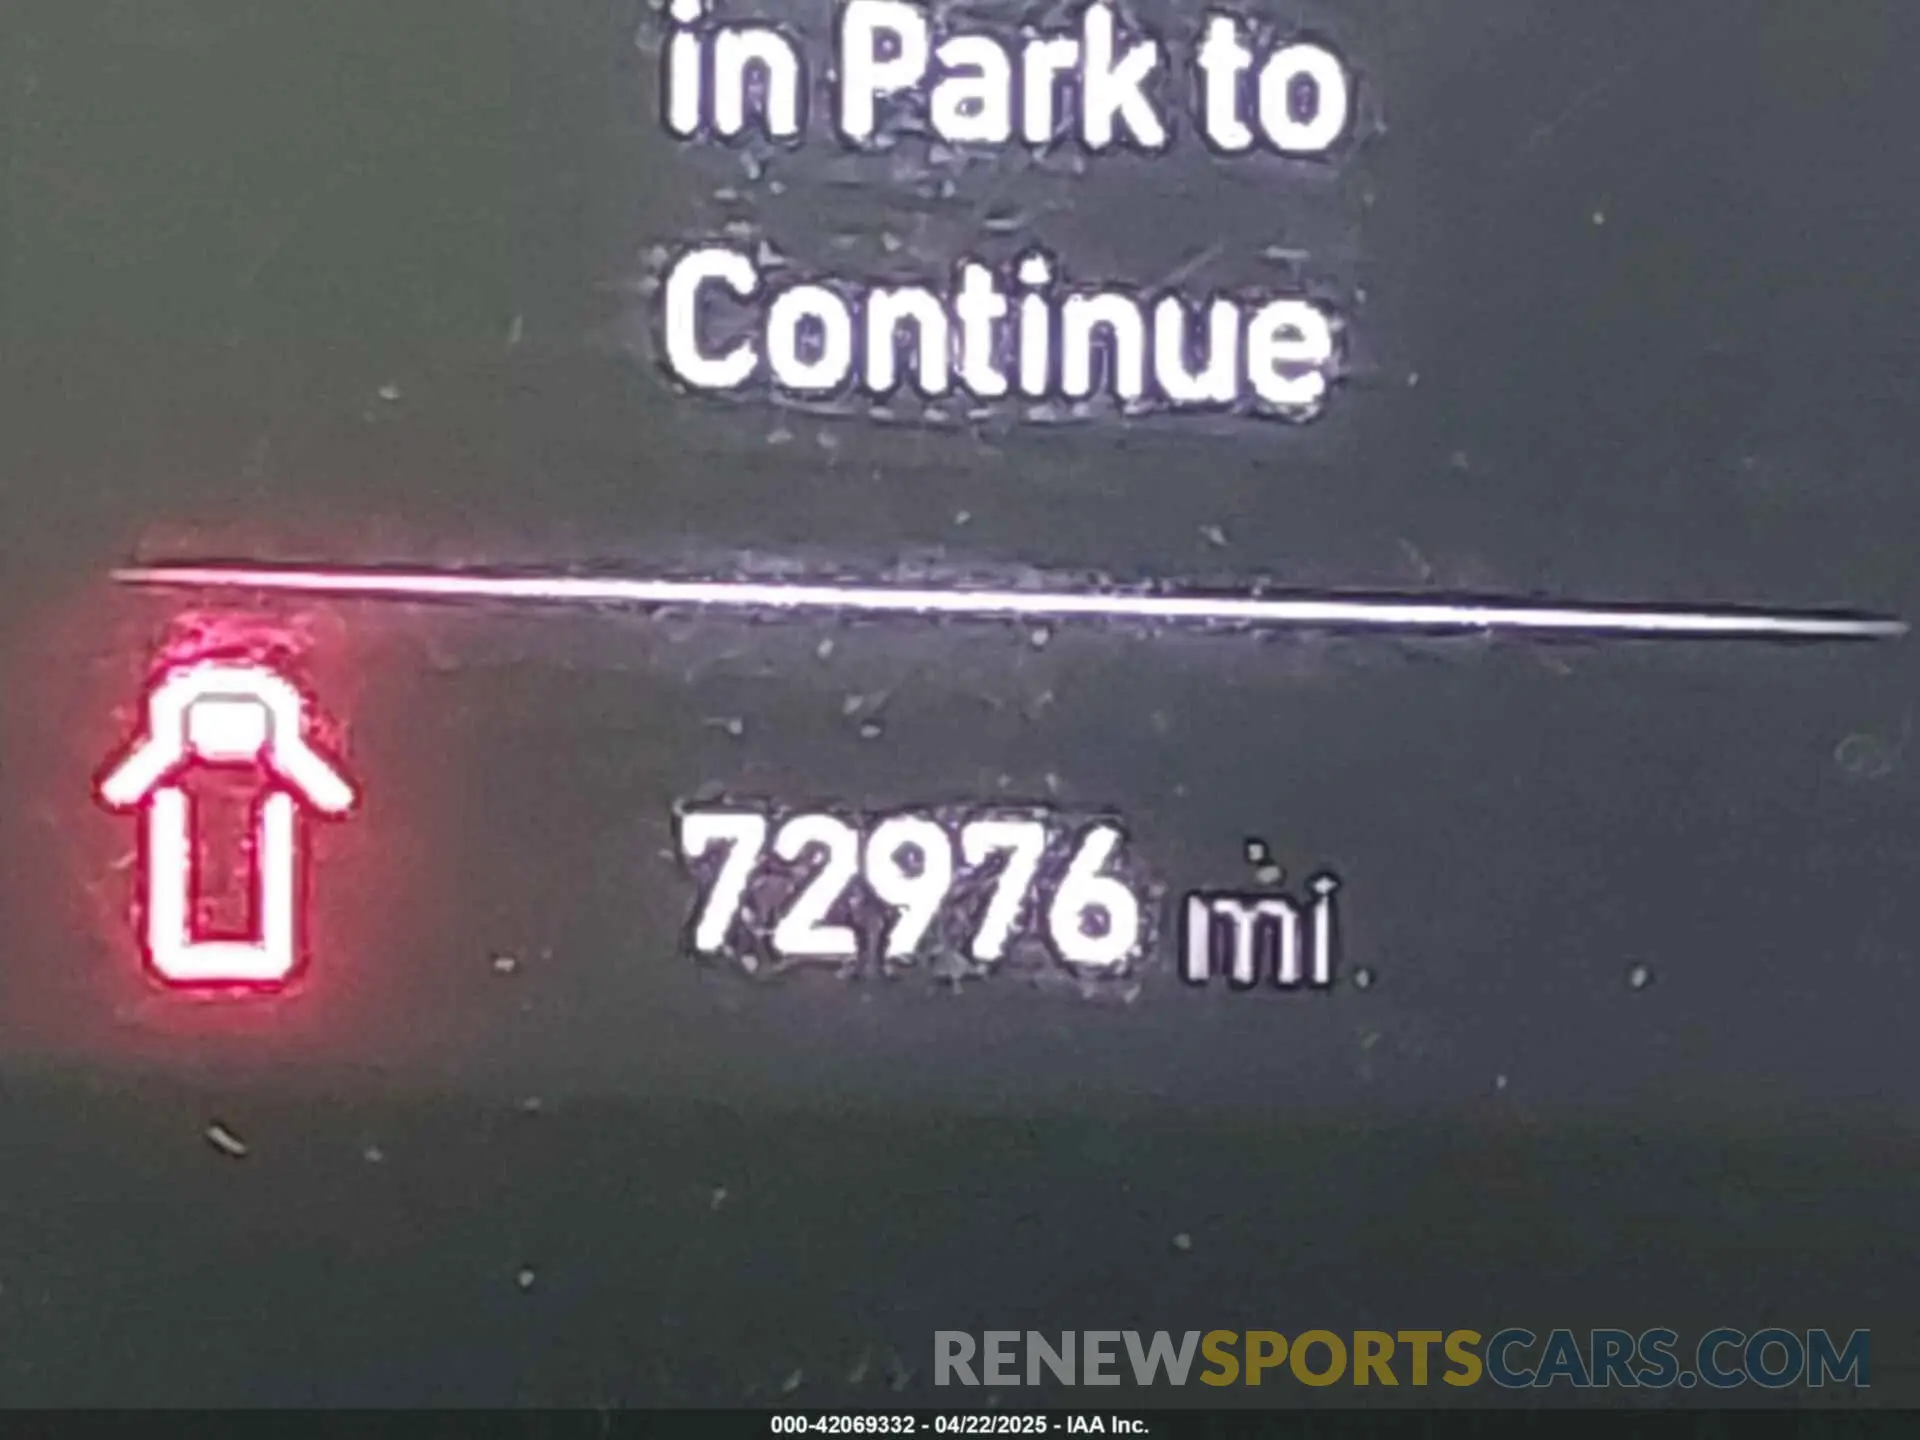 in Park to
Continue
72976 mi
RENEWSPORTSCARS.COM
000-42069332 - 04/22/2025 - IAA Inc.